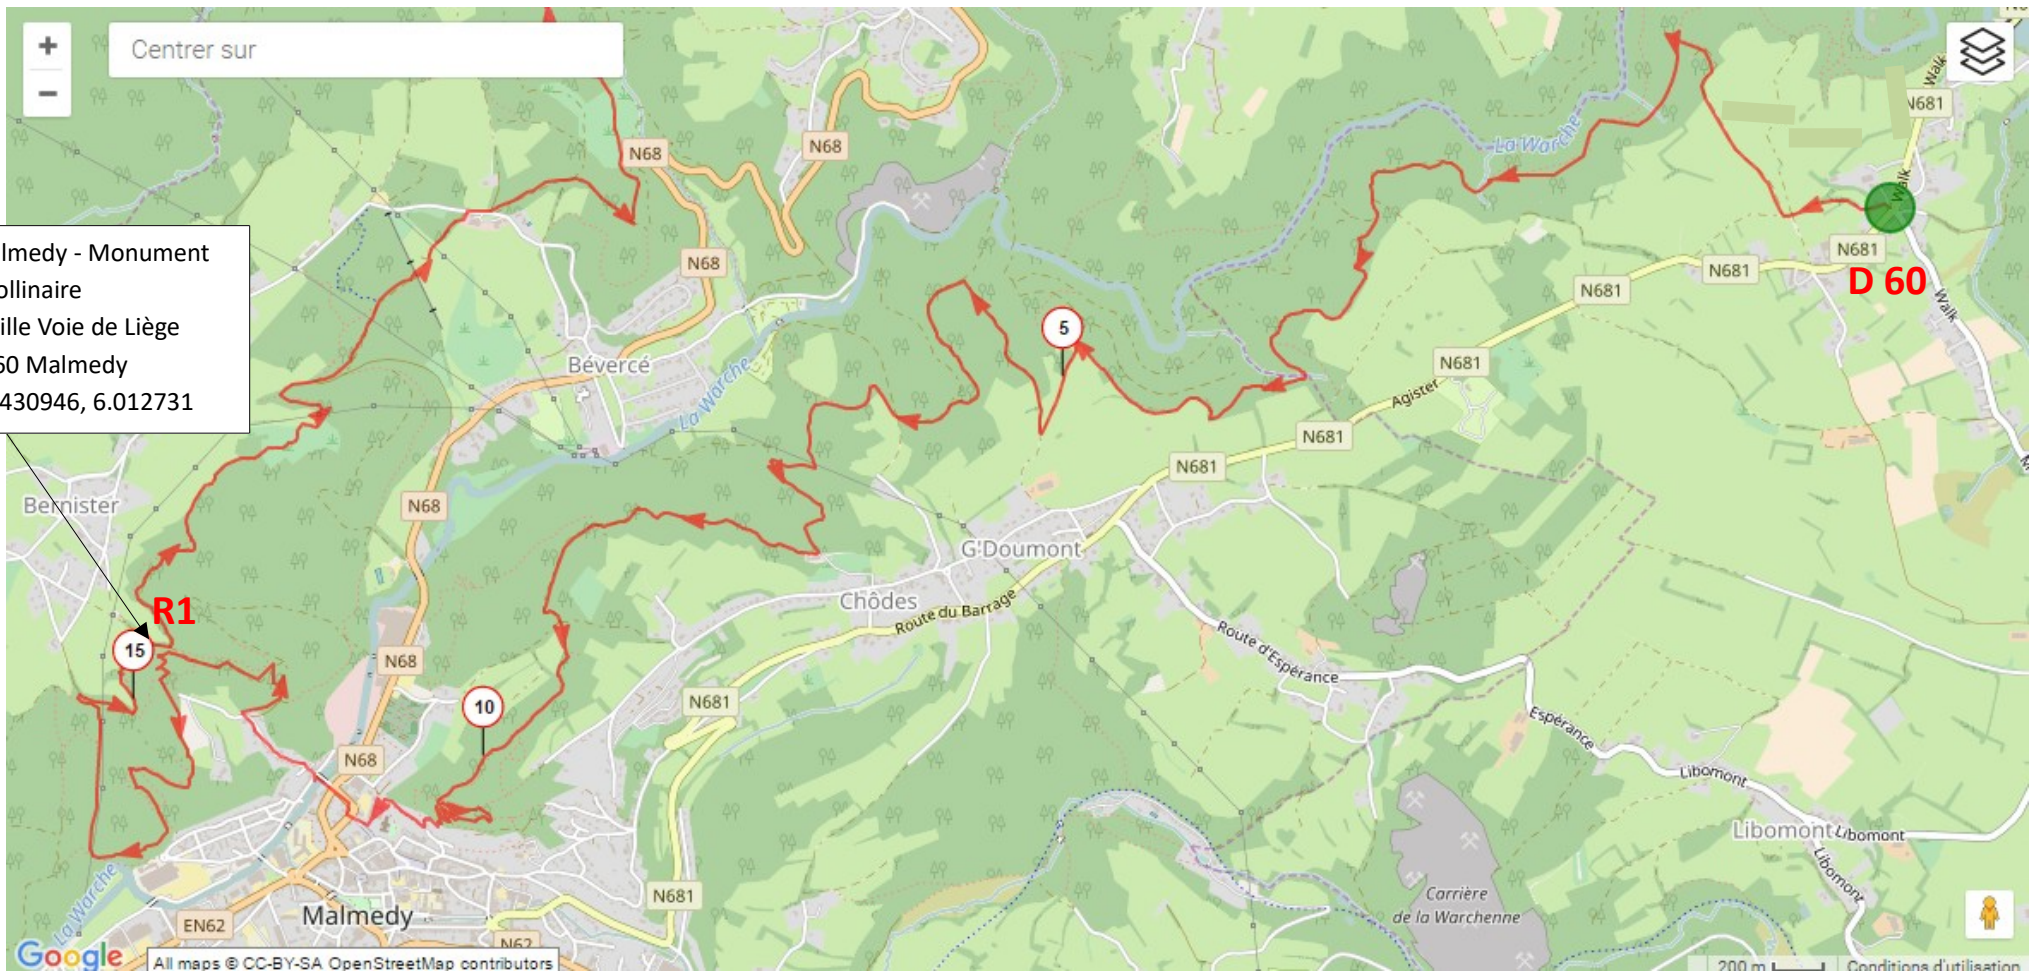 Centrer sur
N68
N68
N68
lmedy - Monument
ollinaire
ille Voie de Liège
60 Malmedy
430946, 6.012731
Bévercé
La Warche
Bernister
N68
R1
15
N68
10
N68
5
La Warche
Walk
N681
Walk
N681
D 60
Walk
N681
N681
N681
Agister
N681
N681
G'Doumont
Chôdes
Route du Barrage
Route d'Espérance
N681
Espérance
Libomont
Libomont
Libomont
Libomont
Carrière
de la Warchenne
N681
Malmedy
EN62
N62
La Warche
Google
All maps © CC-BY-SA OpenStreetMap contributors
200 m
Conditions d'utilisation